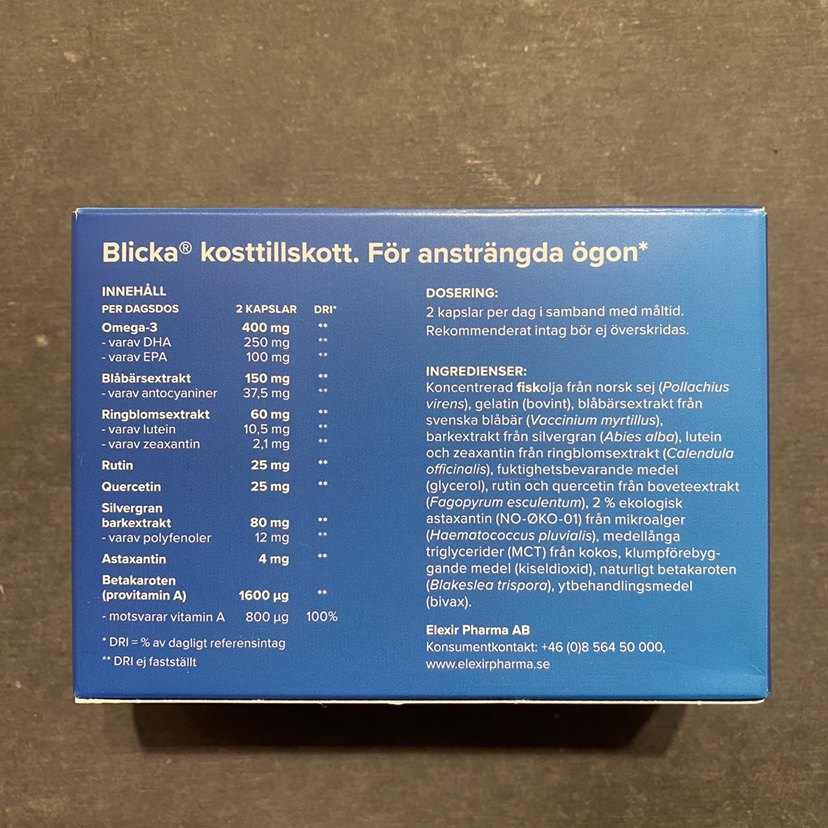 Blicka® kosttillskott. För ansträngda ögon*
INNEHÅLL
PER DAGSDOS 2 KAPSLAR DRI*
Omega-3 400 mg **
- varav DHA 250 mg **
- varav EPA 100 mg **
Blåbärsextrakt 150 mg **
- varav antocyaniner 37,5 mg **
Ringblomsextrakt 60 mg **
- varav lutein 10,5 mg **
- varav zeaxantin 2,1 mg **
Rutin 25 mg **
Quercetin 25 mg **
Silvergran
barkextrakt 80 mg **
- varav polyfenoler 12 mg **
Astaxantin 4 mg **
Betakaroten
(provitamin A) 1600 µg **
- motsvarar vitamin A 800 µg 100%
* DRI = % av dagligt referensintag
** DRI ej fastställt
DOSERING:
2 kapslar per dag i samband med måltid.
Rekommenderat intag bör ej överskridas.
INGREDIENSER:
Koncentrerad fiskolja från norsk sej (Pollachius
virens), gelatin (bovint), blåbärsextrakt från
svenska blåbär (Vaccinium myrtillus),
barkextrakt från silvergran (Abies alba), lutein
och zeaxantin från ringblomsextrakt (Calendula
officinalis), fuktighetsbevarande medel
(glycerol), rutin och quercetin från boveteextrakt
(Fagopyrum esculentum), 2 % ekologisk
astaxantin (NO-ØKO-01) från mikroalger
(Haematococcus pluvialis), medellånga
triglycerider (MCT) från kokos, klumpförebyg-
gande medel (kiseldioxid), naturligt betakaroten
(Blakeslea trispora), ytbehandlingsmedel
(bivax).
Elexir Pharma AB
Konsumentkontakt: +46 (0)8 564 50 000,
www.elexirpharma.se